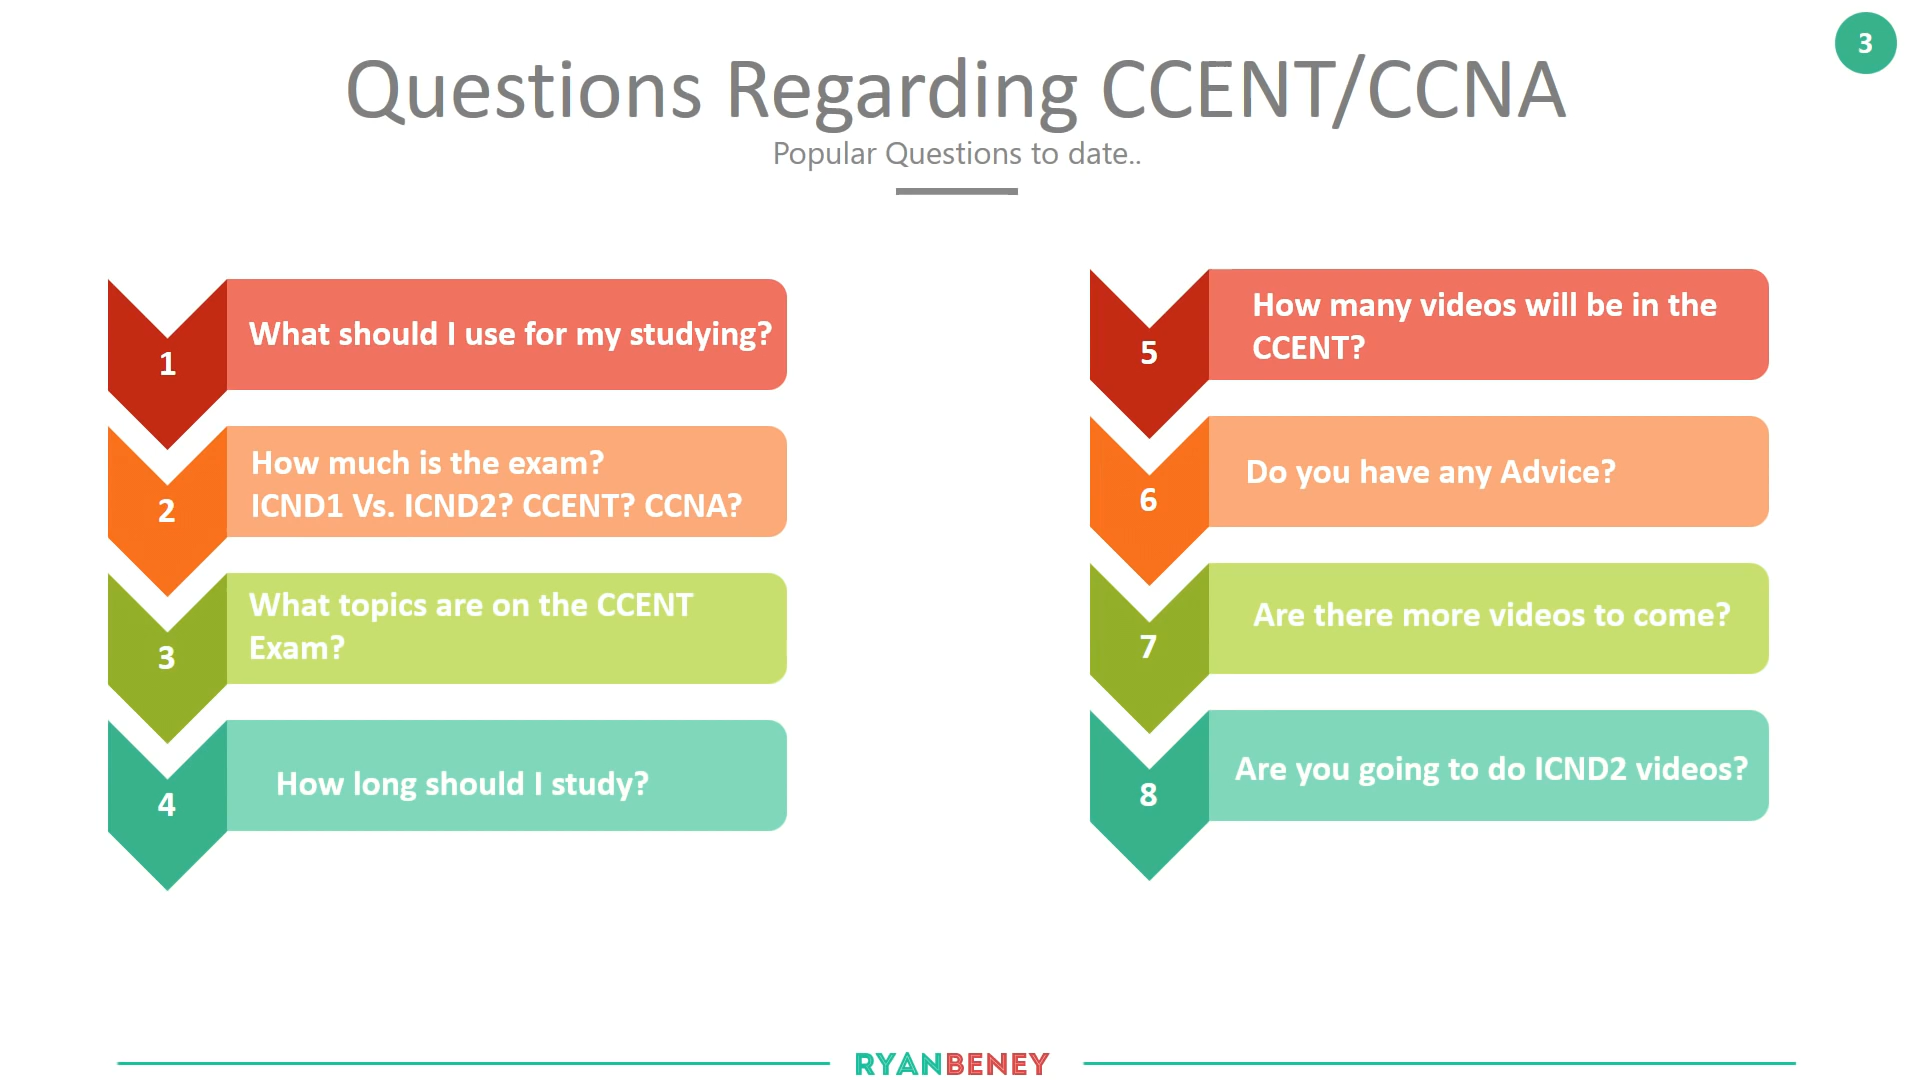 3
Questions Regarding CCENT/CCNA
Popular Questions to date..
1
What should I use for my studying?
2
How much is the exam?
ICND1 Vs. ICND2? CCENT? CCNA?
3
What topics are on the CCENT
Exam?
4
How long should I study?
5
How many videos will be in the
CCENT?
6
Do you have any Advice?
7
Are there more videos to come?
8
Are you going to do ICND2 videos?
RYANBENEY